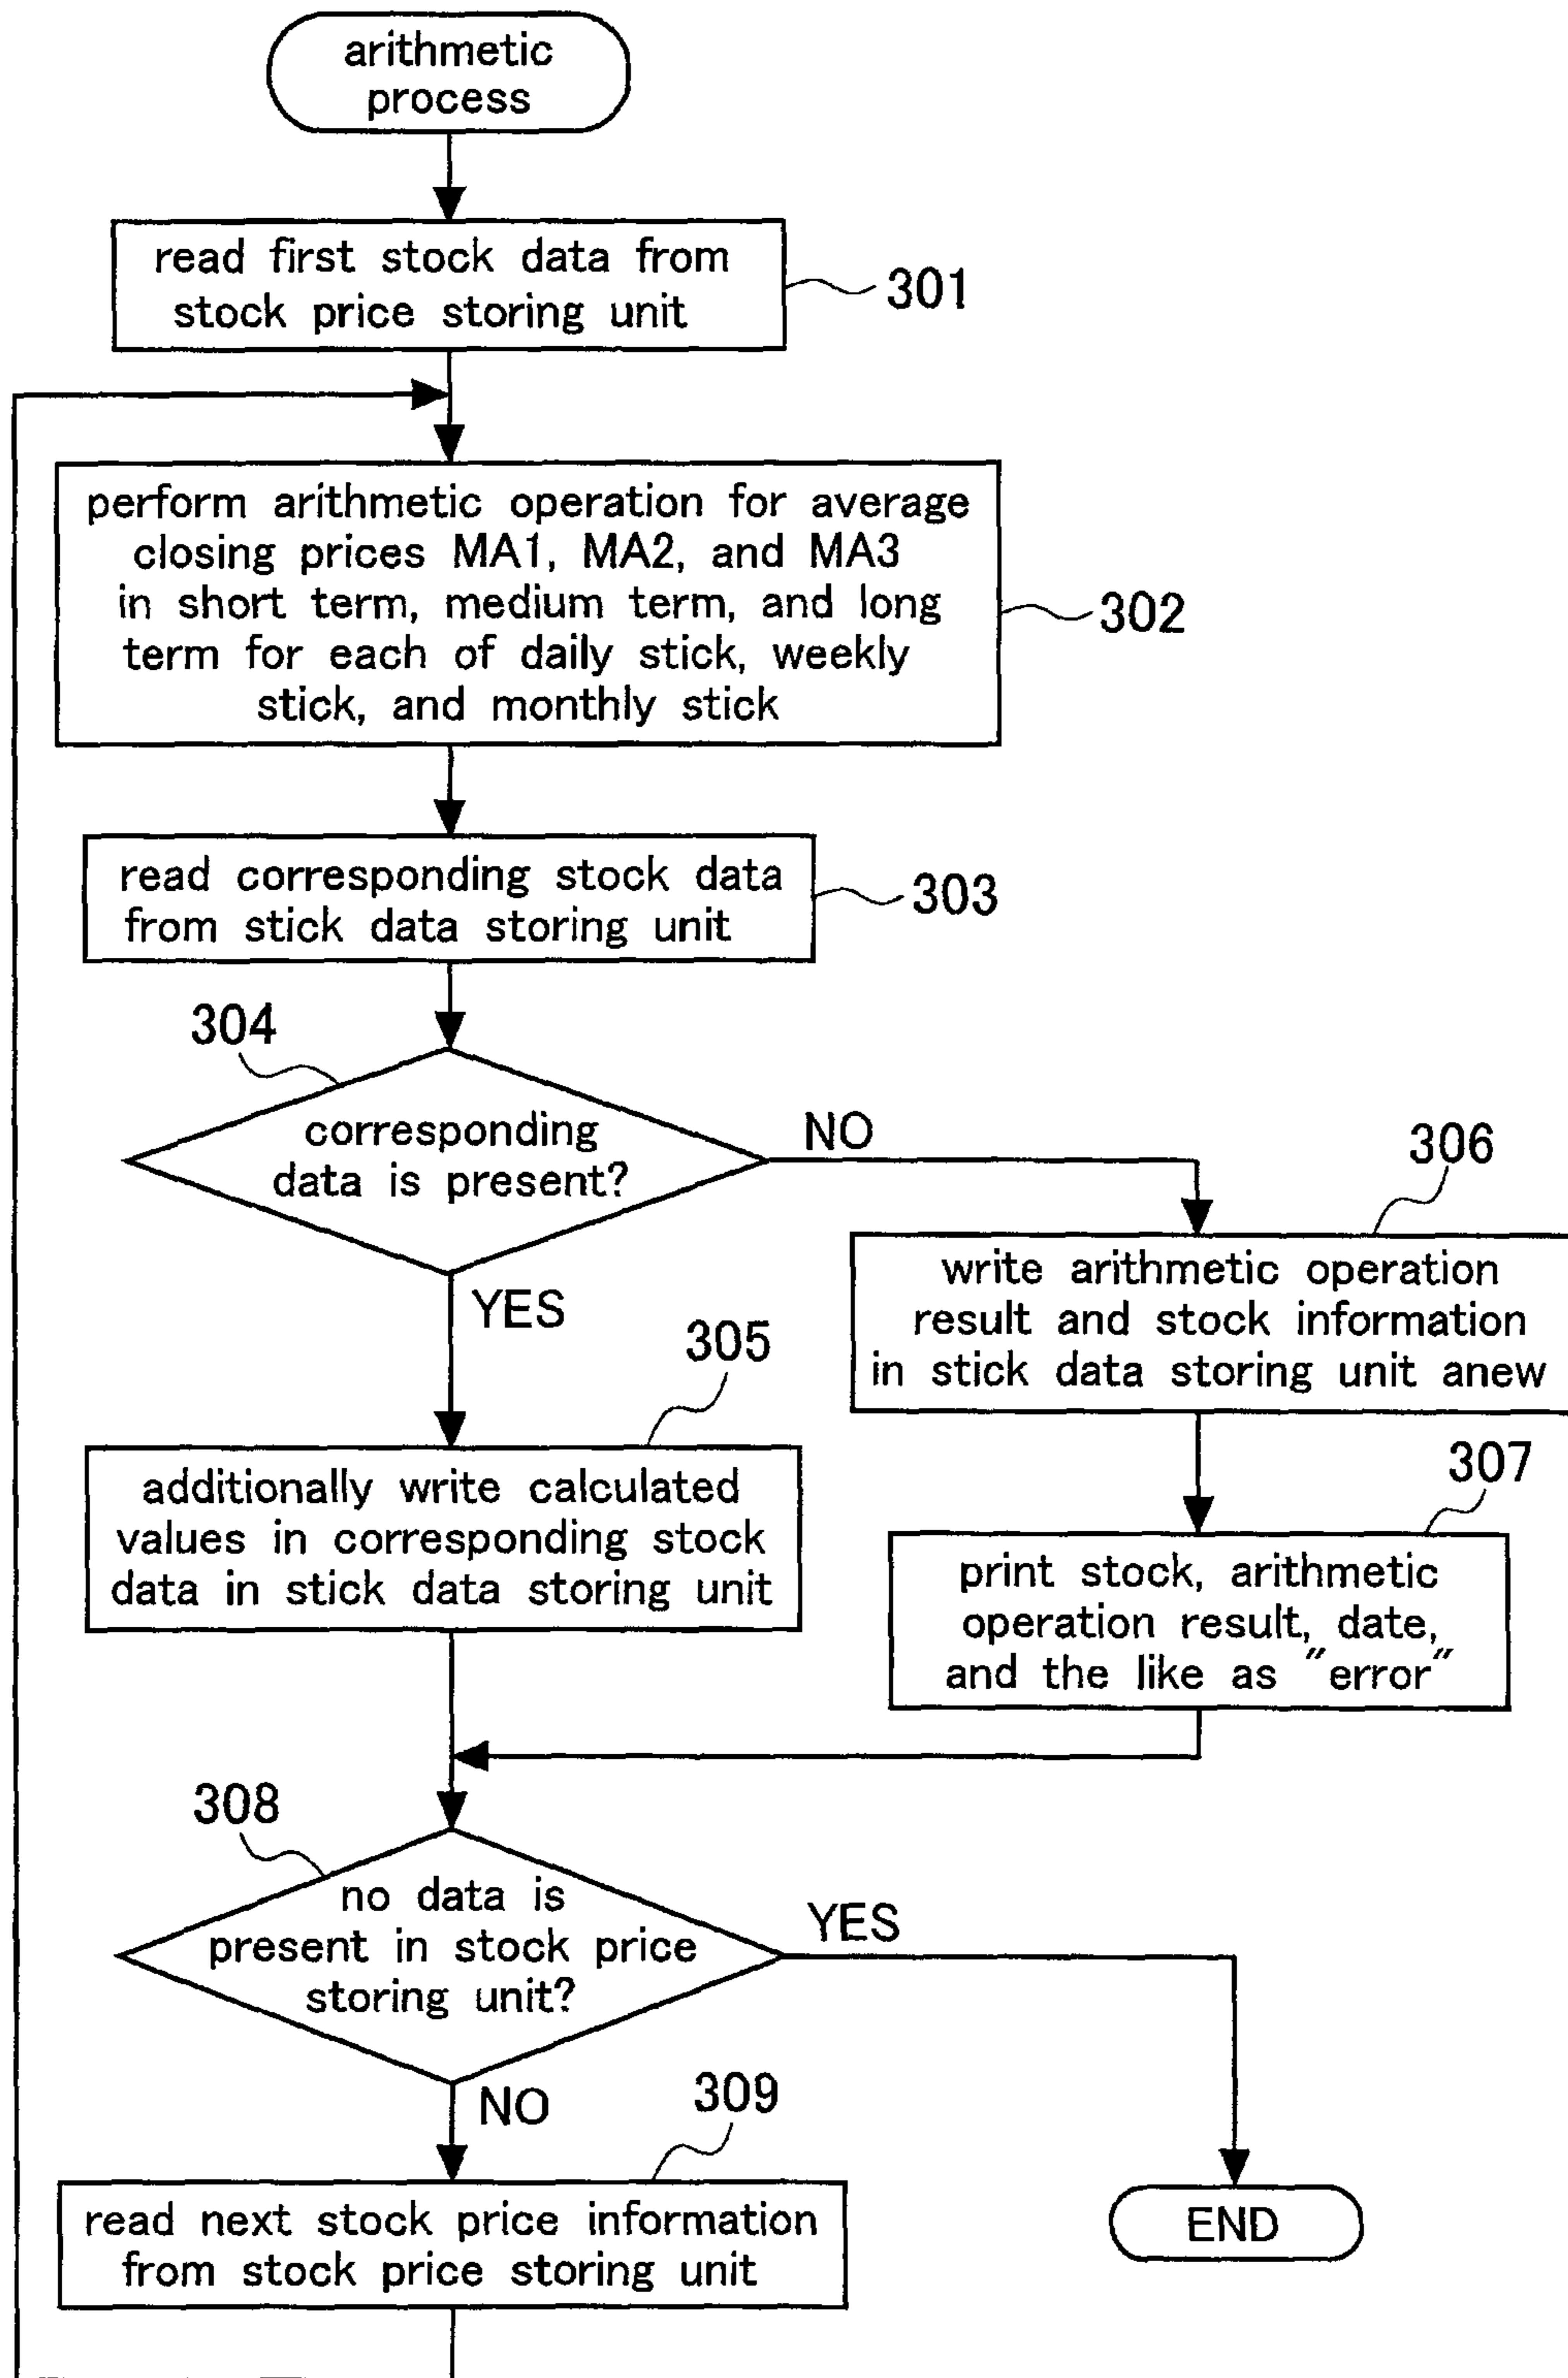 arithmetic
process
read first stock data from
stock price storing unit
301
perform arithmetic operation for average
closing prices MA1, MA2, and MA3
in short term, medium term, and long
term for each of daily stick, weekly
stick, and monthly stick
302
read corresponding stock data
from stick data storing unit
303
304
corresponding
data is present?
NO
YES
306
write arithmetic operation
result and stock information
in stick data storing unit anew
305
additionally write calculated
values in corresponding stock
data in stick data storing unit
307
print stock, arithmetic
operation result, date,
and the like as "error"
308
no data is
present in stock price
storing unit?
YES
NO
309
read next stock price information
from stock price storing unit
END